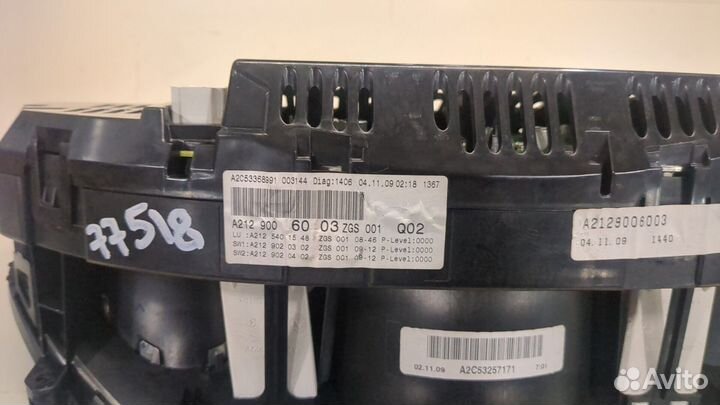 A2C53368991 003144 Diag:1406 04.11.09 02:18 1367
A212 900 60 03 ZGS 001 Q02
LU :A212 540 15 48 ZGS 001 08-46 P-Level:0000
SW1:A212 902 03 02 ZGS 001 09-12 P-Level:0000
SW2:A212 902 04 02 ZGS 001 09-12 P-Level:0000
77518
A2129006003
04.11.09 1440
02.11.09 A2C53257171 7:01
Avito